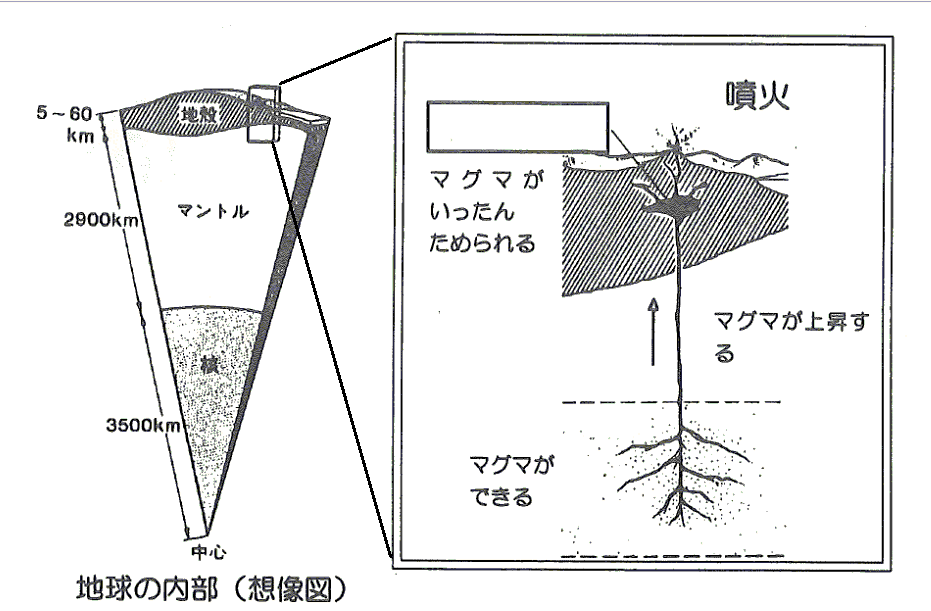 5～60
km
地殻
2900km
マントル
核
3500km
中心
地球の内部（想像図）
噴火
マグマが
いったん
ためられる
マグマが上昇す
る
マグマが
できる